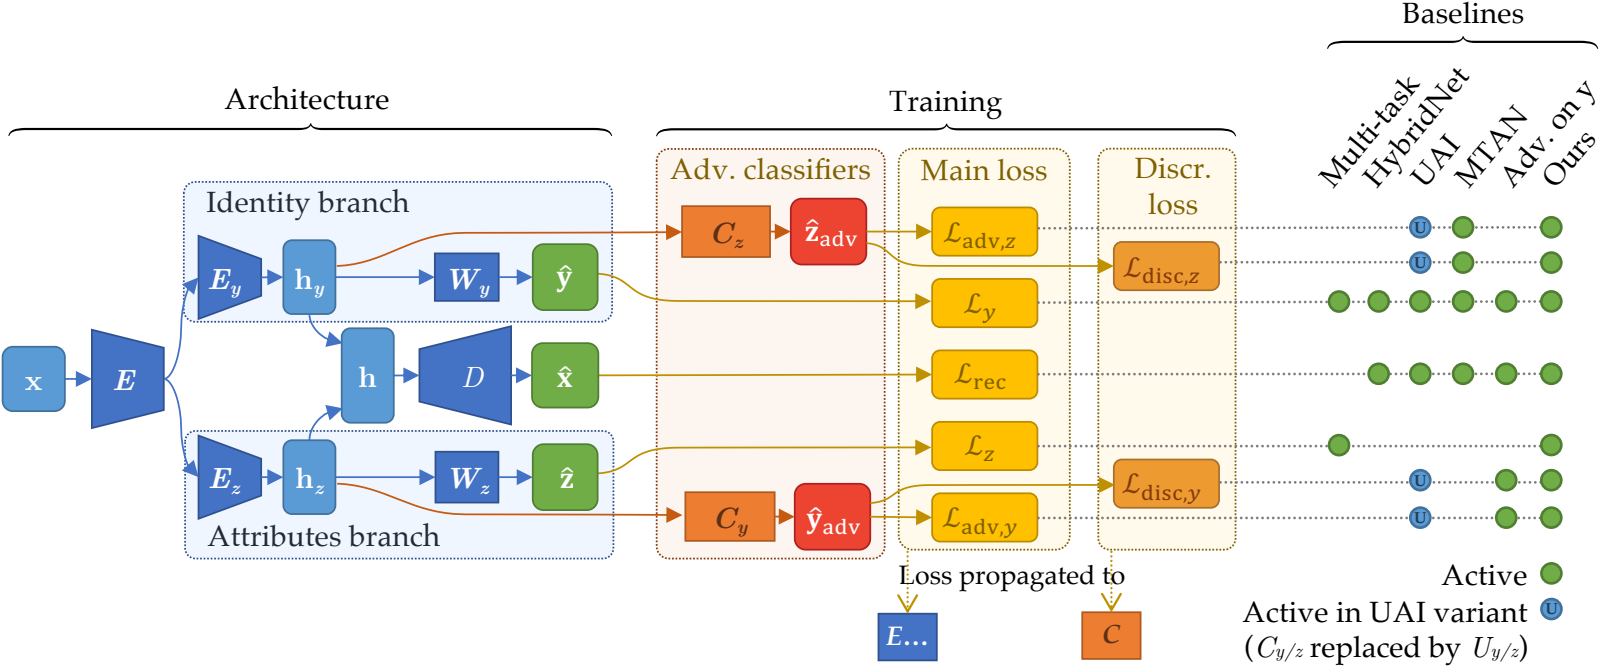 Baselines
Architecture
Training
Multi-task
HybridNet
UAI
MTAN
Adv. on y
Ours
Adv. classifiers
Main loss
Discr.
loss
Identity branch
E_y
h_y
W_y
ŷ
C_z
ẑ_adv
ℒ_adv,z
ℒ_disc,z
ℒ_y
U
U
x
E
h
D
x̂
ℒ_rec
E_z
h_z
W_z
ẑ
ℒ_z
C_y
ŷ_adv
ℒ_disc,y
ℒ_adv,y
U
U
Attributes branch
Loss propagated to
E...
C
Active
Active in UAI variant
U
(C_y/z replaced by U_y/z)